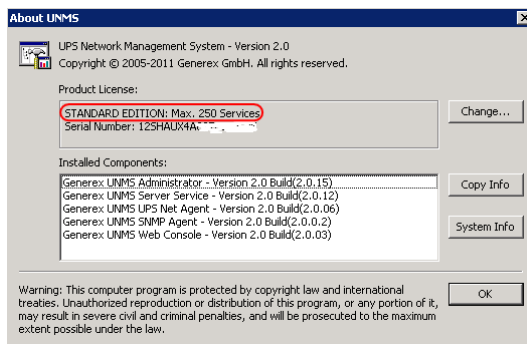 About UNMS
UPS Network Management System - Version 2.0
Copyright © 2005-2011 Generex GmbH. All rights reserved.
Product License:
STANDARD EDITION: Max. 250 Services
Serial Number:
Change...
Installed Components:
Generex UNMS Administrator - Version 2.0 Build(2.0.15)
Generex UNMS Server Service - Version 2.0 Build(2.0.12)
Generex UNMS UPS Net Agent - Version 2.0 Build(2.0.06)
Generex UNMS SNMP Agent - Version 2.0 Build(2.0.0.2)
Generex UNMS Web Console - Version 2.0 Build(2.0.03)
Copy Info
System Info
Warning: This computer program is protected by copyright law and international
treaties. Unauthorized reproduction or distribution of this program, or any portion of it,
may result in severe civil and criminal penalties, and will be prosecuted to the maximum
extent possible under the law.
OK